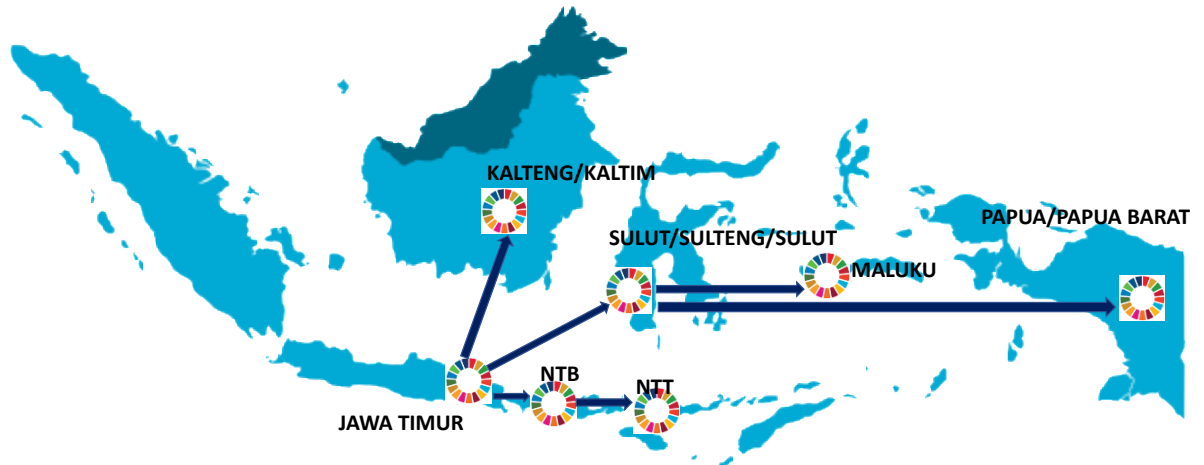 KALTENG/KALTIM
PAPUA/PAPUA BARAT
SULUT/SULTENG/SULUT
MALUKU
NTB
NTT
JAWA TIMUR